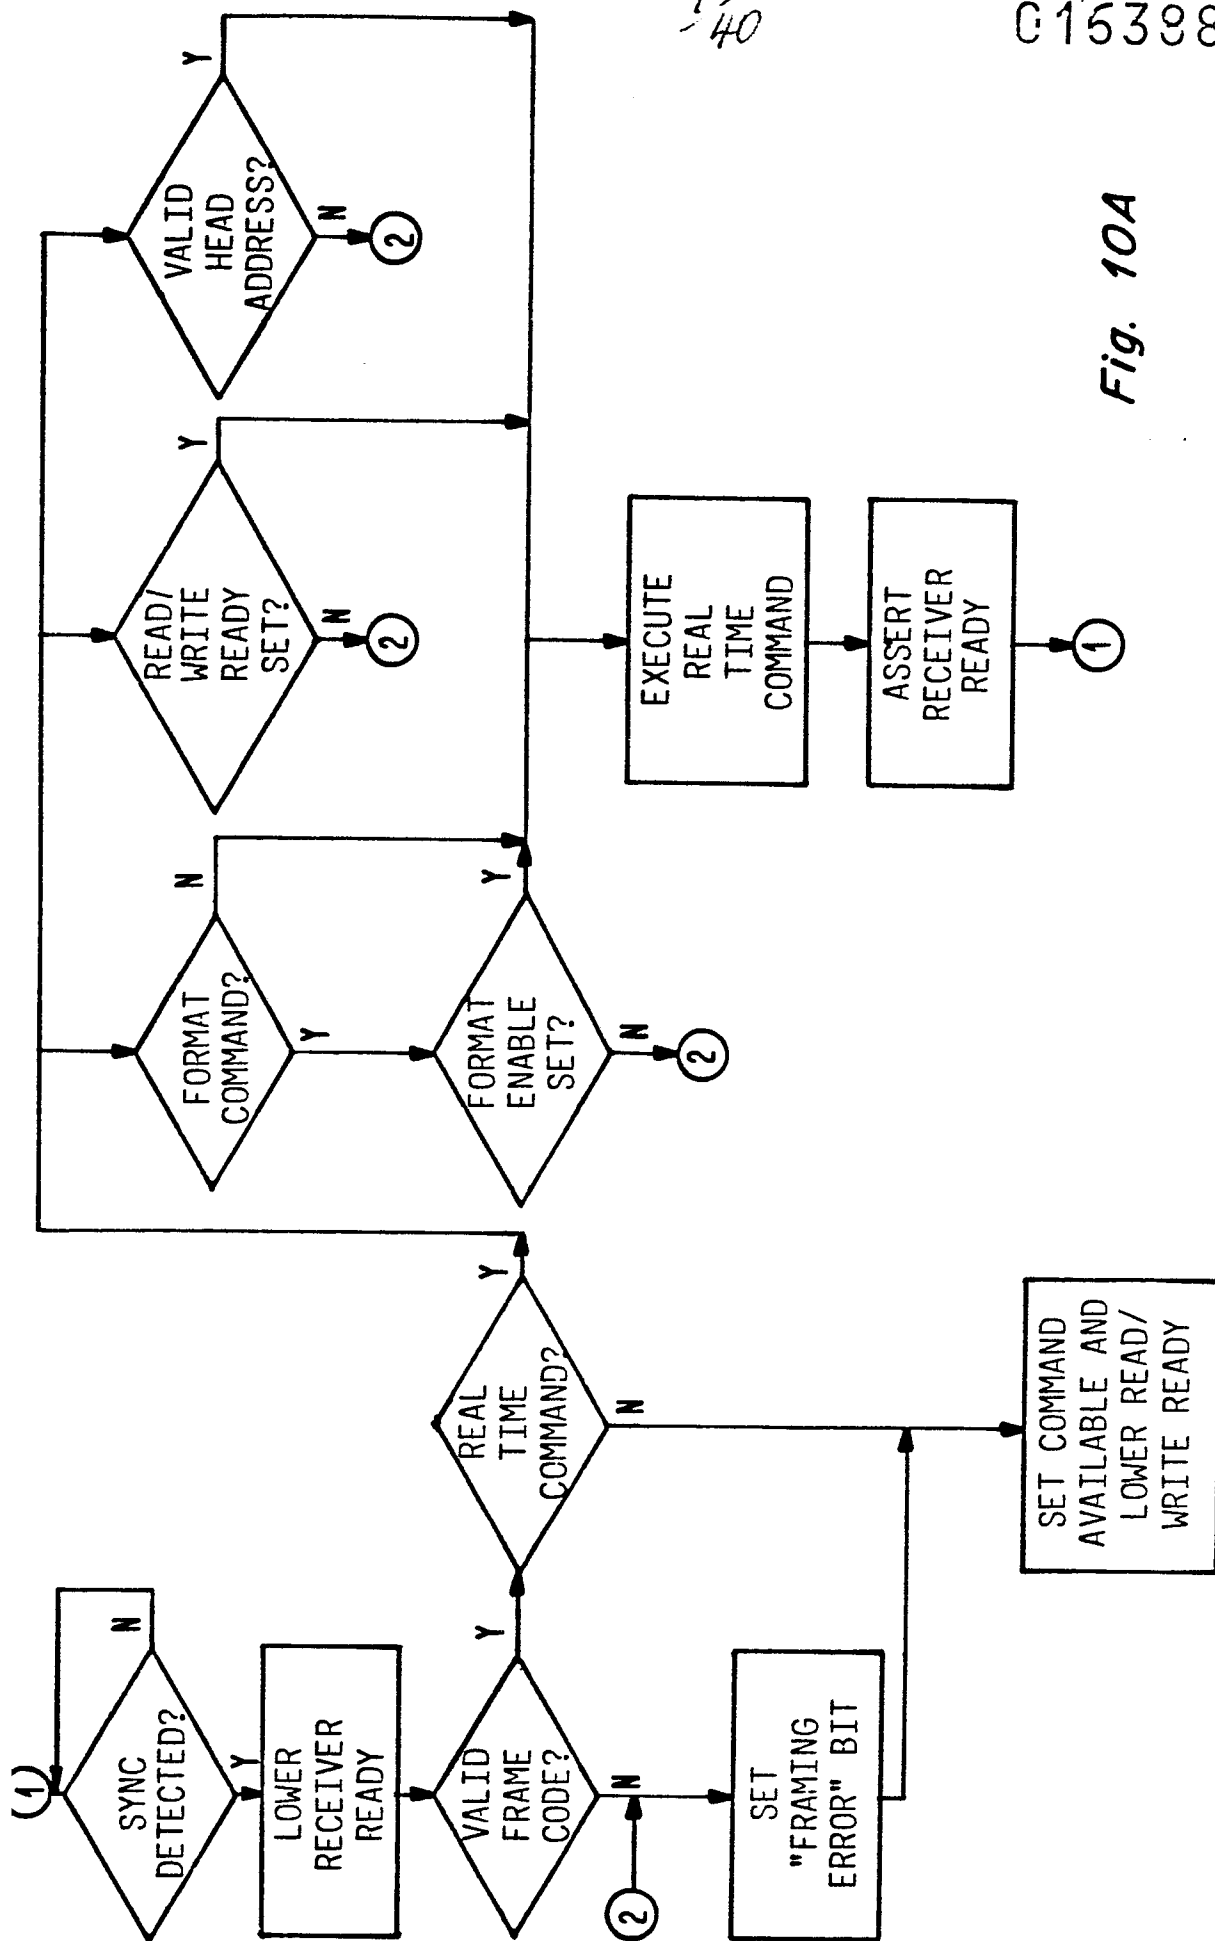 40
015398
1
SYNC
DETECTED?
N
Y
LOWER
RECEIVER
READY
VALID
FRAME
CODE?
Y
N
2
SET
"FRAMING
ERROR" BIT
REAL
TIME
COMMAND?
Y
N
SET COMMAND
AVAILABLE AND
LOWER READ/
WRITE READY
FORMAT
COMMAND?
N
Y
FORMAT
ENABLE
SET?
Y
N
2
READ/
WRITE
READY
SET?
Y
N
2
VALID
HEAD
ADDRESS?
Y
N
2
EXECUTE
REAL
TIME
COMMAND
ASSERT
RECEIVER
READY
1
Fig. 10A